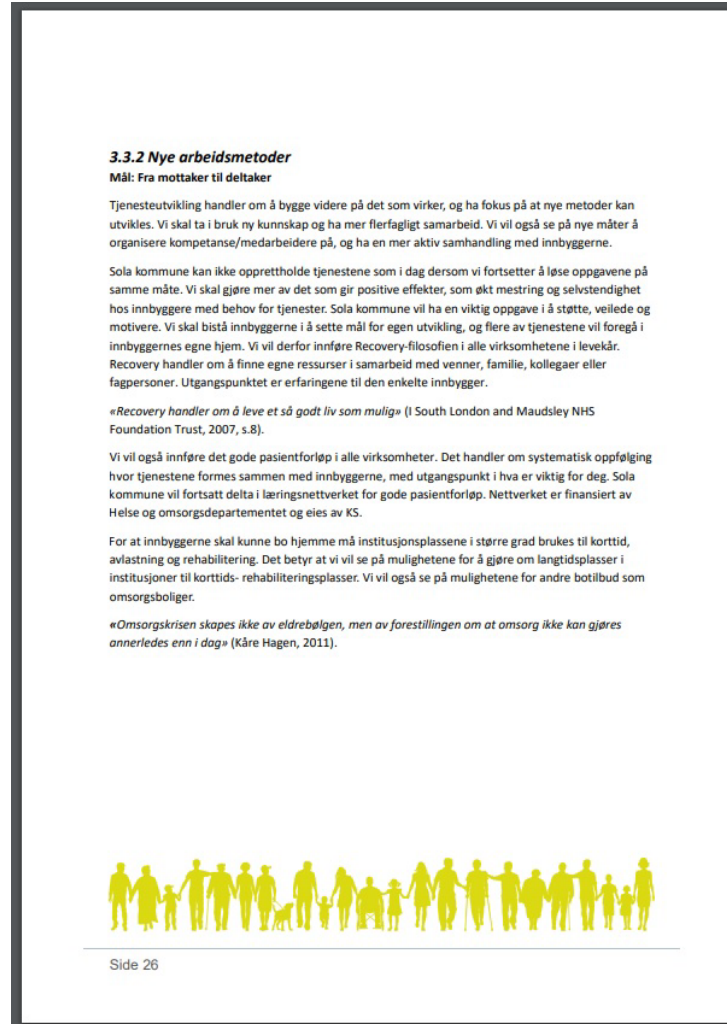 3.3.2 Nye arbeidsmetoder
Mål: Fra mottaker til deltaker
Tjenesteutvikling handler om å bygge videre på det som virker, og ha fokus på at nye metoder kan
utvikles. Vi skal ta i bruk ny kunnskap og ha mer flerfagligt samarbeid. Vi vil også se på nye måter å
organisere kompetanse/medarbeidere på, og ha en mer aktiv samhandling med innbyggerne.
Sola kommune kan ikke opprettholde tjenestene som i dag dersom vi fortsetter å løse oppgavene på
samme måte. Vi skal gjøre mer av det som gir positive effekter, som økt mestring og selvstendighet
hos innbyggere med behov for tjenester. Sola kommune vil ha en viktig oppgave i å støtte, veilede og
motivere. Vi skal bistå innbyggerne i å sette mål for egen utvikling, og flere av tjenestene vil foregå i
innbyggernes egne hjem. Vi vil derfor innføre Recovery-filosofien i alle virksomhetene i levekår.
Recovery handler om å finne egne ressurser i samarbeid med venner, familie, kollegaer eller
fagpersoner. Utgangspunktet er erfaringene til den enkelte innbygger.
«Recovery handler om å leve et så godt liv som mulig» (I South London and Maudsley NHS
Foundation Trust, 2007, s.8).
Vi vil også innføre det gode pasientforløp i alle virksomheter. Det handler om systematisk oppfølging
hvor tjenestene formes sammen med innbyggerne, med utgangspunkt i hva er viktig for deg. Sola
kommune vil fortsatt delta i læringsnettverket for gode pasientforløp. Nettverket er finansiert av
Helse og omsorgsdepartementet og eies av KS.
For at innbyggerne skal kunne bo hjemme må institusjonsplassene i større grad brukes til korttid,
avlastning og rehabilitering. Det betyr at vi vil se på mulighetene for å gjøre om langtidsplasser i
institusjoner til korttids- rehabiliteringsplasser. Vi vil også se på mulighetene for andre botilbud som
omsorgsboliger.
«Omsorgskrisen skapes ikke av eldrebølgen, men av forestillingen om at omsorg ikke kan gjøres
annerledes enn i dag» (Kåre Hagen, 2011).
Side 26